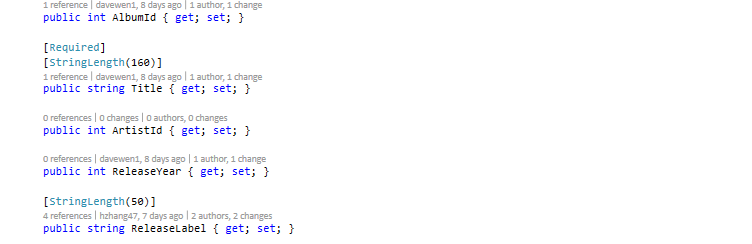 1 reference | davewen1, 8 days ago | 1 author, 1 change
public int AlbumId { get; set; }
[Required]
[StringLength(160)]
1 reference | davewen1, 8 days ago | 1 author, 1 change
public string Title { get; set; }
0 references | 0 changes | 0 authors, 0 changes
public int ArtistId { get; set; }
0 references | davewen1, 8 days ago | 1 author, 1 change
public int ReleaseYear { get; set; }
[StringLength(50)]
4 references | hzhang47, 7 days ago | 2 authors, 2 changes
public string ReleaseLabel { get; set; }